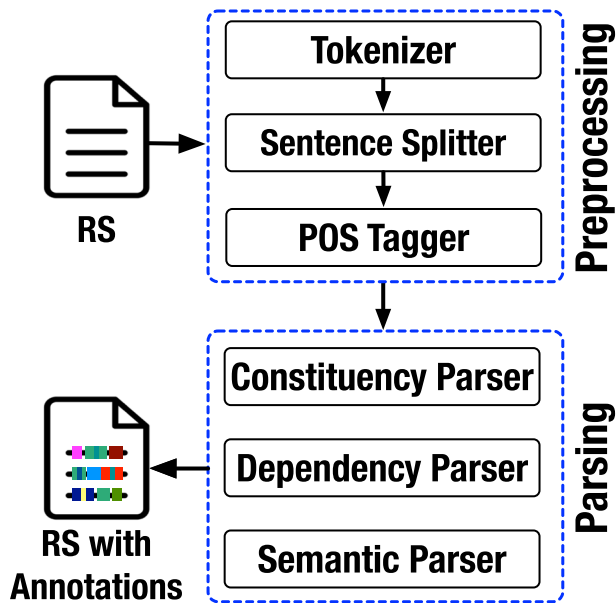 Tokenizer
Sentence Splitter
POS Tagger
Preprocessing
RS
Constituency Parser
Dependency Parser
Semantic Parser
Parsing
RS with
Annotations